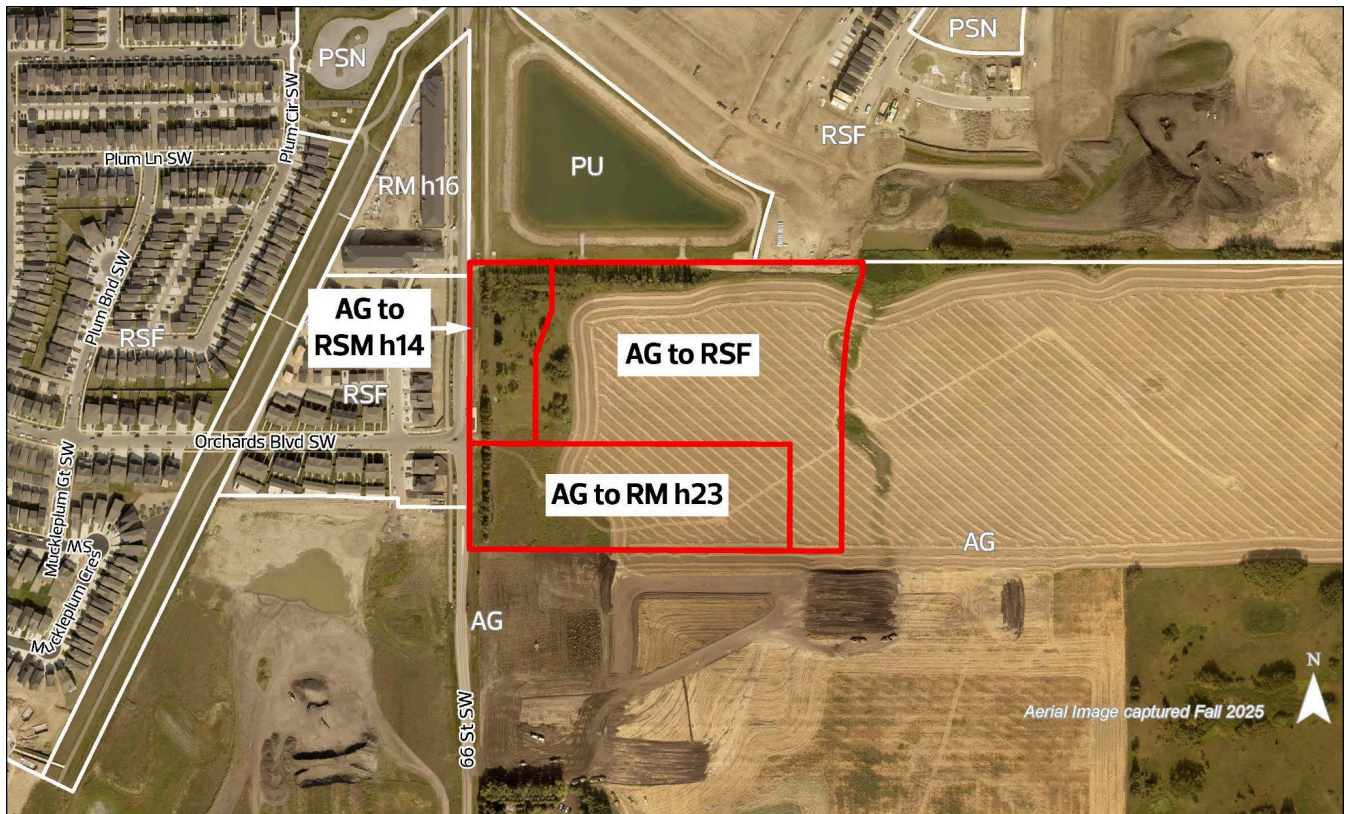 PSN
PSN
Plum Cir SW
RSF
Plum Ln SW
PU
RM h16
Plum Bnd SW
AG to
RSM h14
RSF
AG to RSF
RSF
Orchards Blvd SW
Muckleplum Gt SW
AG to RM h23
SW
Muckleplum Cres
AG
AG
66 St SW
N
Aerial Image captured Fall 2025